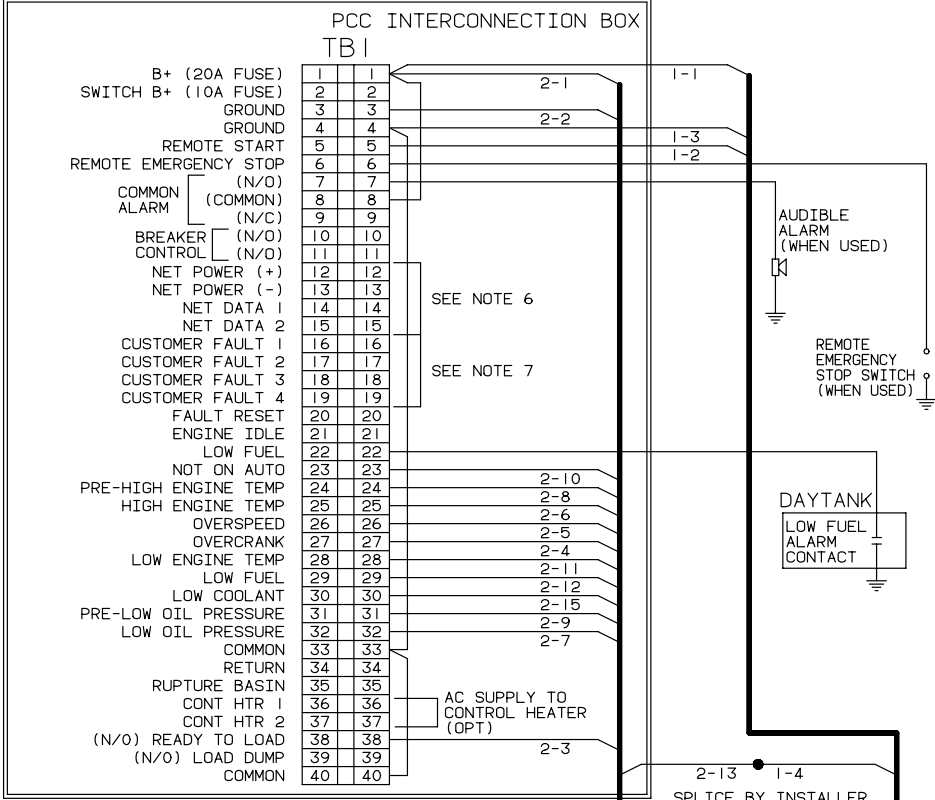 PCC INTERCONNECTION BOX
TB1
B+ (20A FUSE) 1 1
2-1
1-1
SWITCH B+ (10A FUSE) 2 2
GROUND 3 3
2-2
GROUND 4 4
1-3
REMOTE START 5 5
1-2
REMOTE EMERGENCY STOP 6 6
COMMON
ALARM
(N/O) 7 7
(COMMON) 8 8
(N/C) 9 9
BREAKER
CONTROL
(N/O) 10 10
(N/O) 11 11
NET POWER (+) 12 12
NET POWER (-) 13 13
NET DATA 1 14 14
NET DATA 2 15 15
SEE NOTE 6
CUSTOMER FAULT 1 16 16
CUSTOMER FAULT 2 17 17
CUSTOMER FAULT 3 18 18
CUSTOMER FAULT 4 19 19
SEE NOTE 7
FAULT RESET 20 20
ENGINE IDLE 21 21
LOW FUEL 22 22
NOT ON AUTO 23 23
2-10
PRE-HIGH ENGINE TEMP 24 24
2-8
HIGH ENGINE TEMP 25 25
2-6
OVERSPEED 26 26
2-5
OVERCRANK 27 27
2-4
LOW ENGINE TEMP 28 28
2-11
LOW FUEL 29 29
2-12
LOW COOLANT 30 30
2-15
PRE-LOW OIL PRESSURE 31 31
2-9
LOW OIL PRESSURE 32 32
2-7
COMMON 33 33
RETURN 34 34
RUPTURE BASIN 35 35
CONT HTR 1 36 36
CONT HTR 2 37 37
AC SUPPLY TO
CONTROL HEATER
(OPT)
(N/O) READY TO LOAD 38 38
2-3
(N/O) LOAD DUMP 39 39
COMMON 40 40
AUDIBLE
ALARM
(WHEN USED)
REMOTE
EMERGENCY
STOP SWITCH
(WHEN USED)
DAYTANK
LOW FUEL
ALARM
CONTACT
2-13 1-4
SPLICE BY INSTALLER